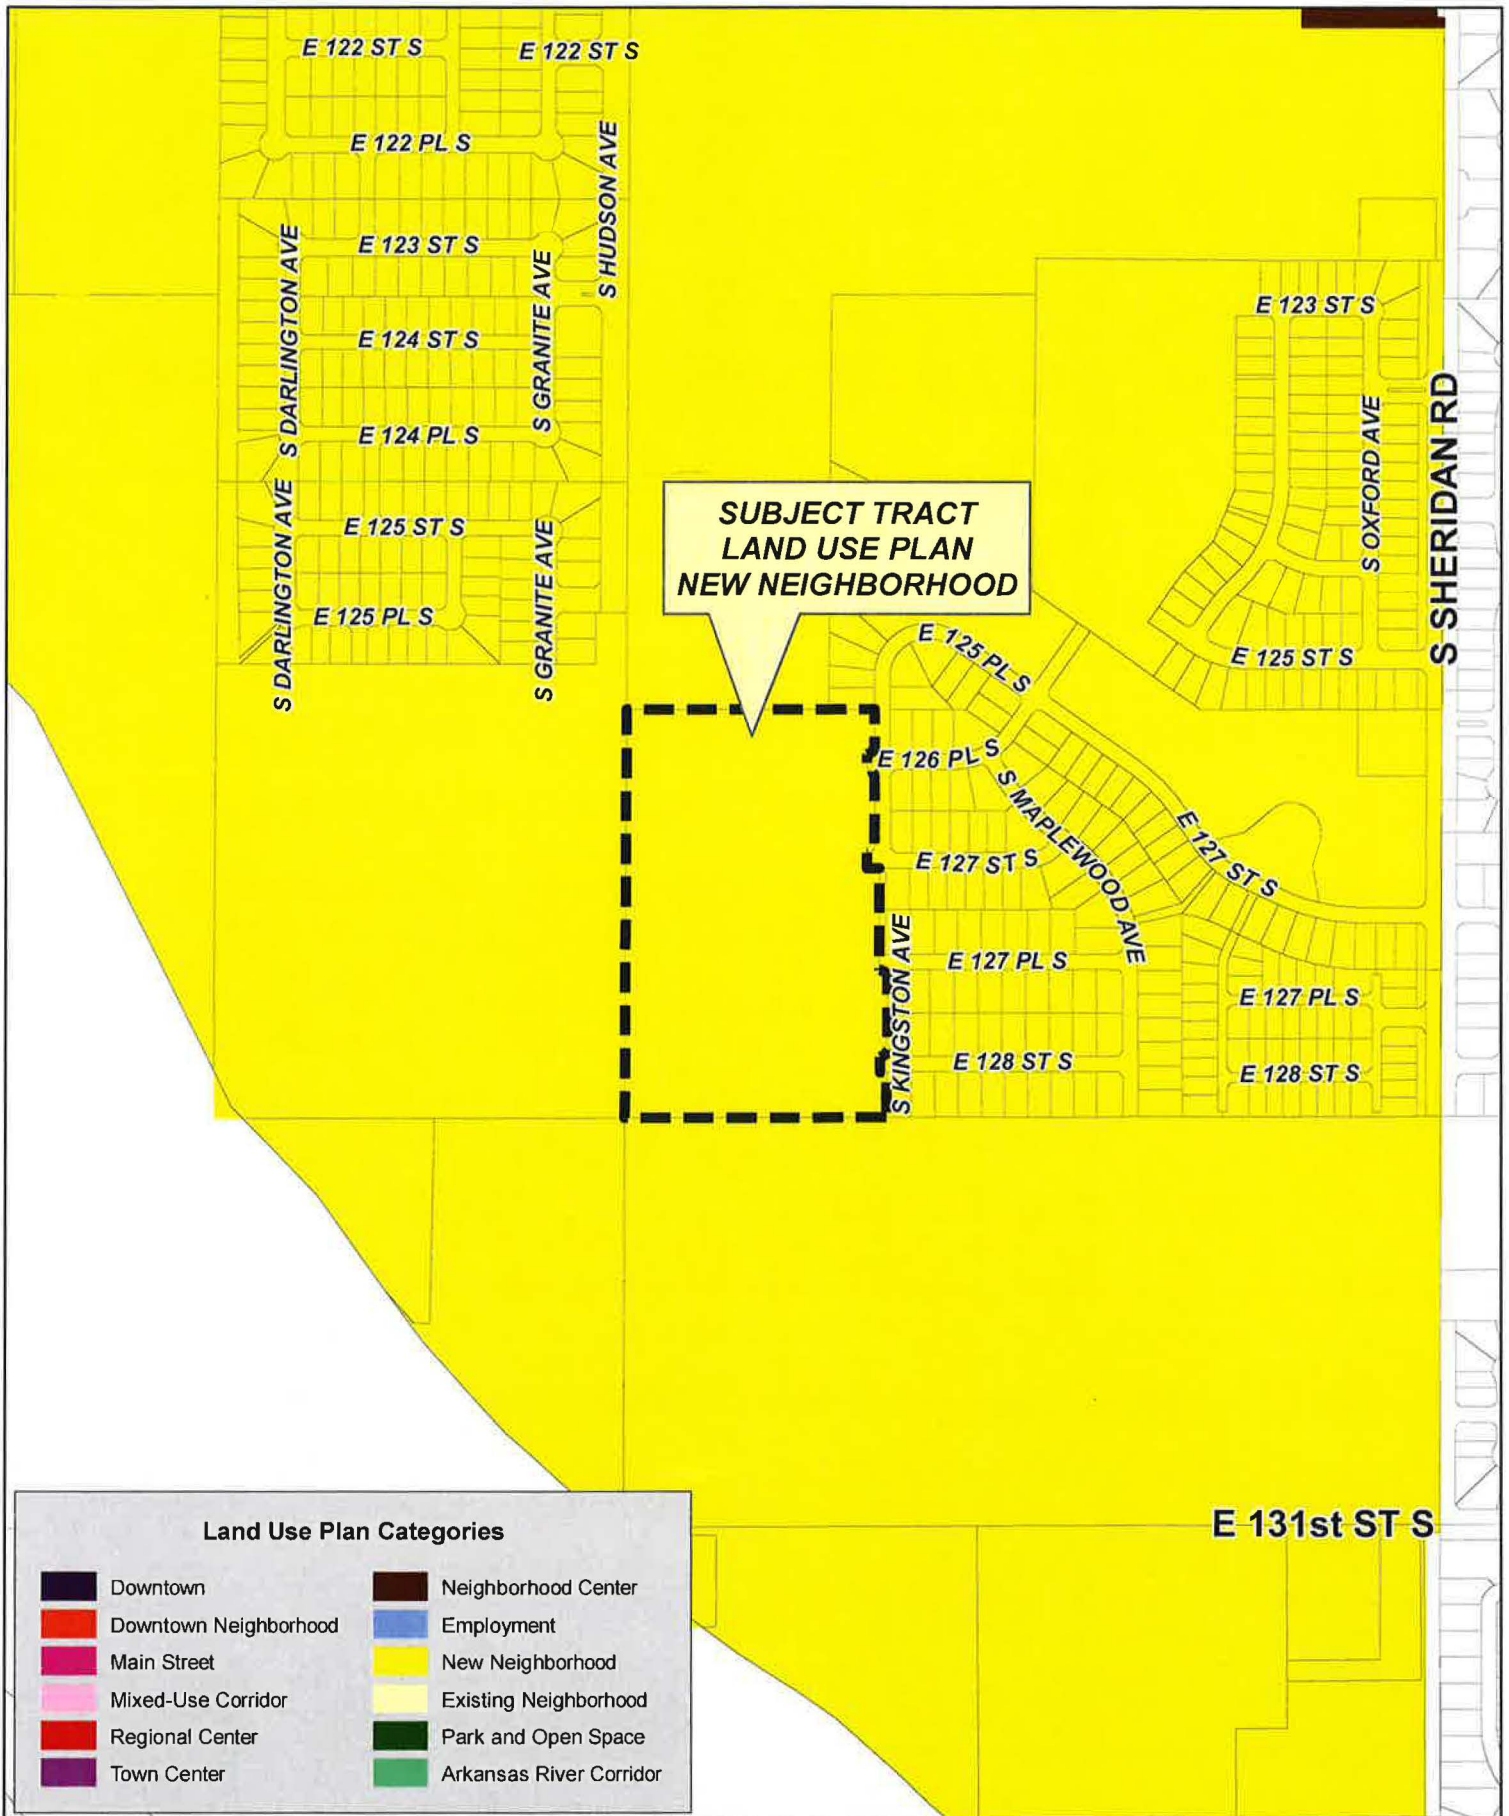 E 122 ST S
E 122 ST S
E 122 PL S
S HUDSON AVE
E 123 ST S
S DARLINGTON AVE
S GRANITE AVE
E 124 ST S
E 124 PL S
E 123 ST S
S OXFORD AVE
S SHERIDAN RD
SUBJECT TRACT
LAND USE PLAN
NEW NEIGHBORHOOD
S DARLINGTON AVE
E 125 ST S
S GRANITE AVE
E 125 PL S
E 125 PL S
E 125 ST S
E 126 PL S
S MAPLEWOOD AVE
E 127 ST S
E 127 ST S
S KINGSTON AVE
E 127 PL S
E 127 PL S
E 128 ST S
E 128 ST S
E 131st ST S
Land Use Plan Categories
Downtown
Downtown Neighborhood
Main Street
Mixed-Use Corridor
Regional Center
Town Center
Neighborhood Center
Employment
New Neighborhood
Existing Neighborhood
Park and Open Space
Arkansas River Corridor